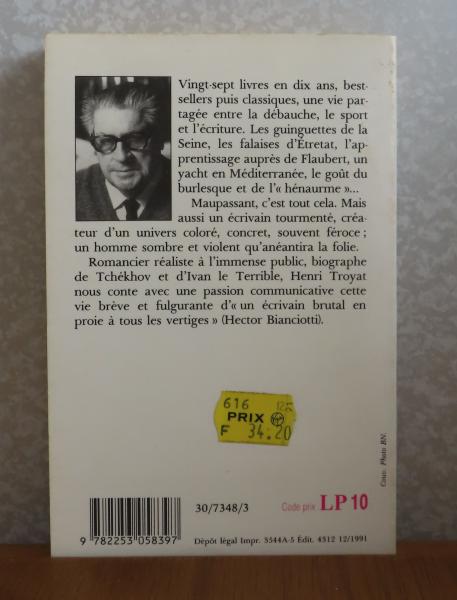 Vingt-sept livres en dix ans, best-
sellers puis classiques, une vie par-
tagée entre la débauche, le sport
et l'écriture. Les guinguettes de la
Seine, les falaises d'Étretat, l'ap-
prentissage auprès de Flaubert, un
yacht en Méditerranée, le goût du
burlesque et de l'« hénaurme »...
Maupassant, c'est tout cela. Mais
aussi un écrivain tourmenté, créa-
teur d'un univers coloré, concret, souvent féroce ;
un homme sombre et violent qu'anéantira la folie.
Romancier réaliste à l'immense public, biographe
de Tchékhov et d'Ivan le Terrible, Henri Troyat
nous conte avec une passion communicative cette
vie brève et fulgurante d'« un écrivain brutal en
proie à tous les vertiges » (Hector Bianciotti).
616 125
PRIX
F 34.20
Couv. Photo BN.
30/7348/3
Code prix LP 10
9 782253 058397
Dépôt légal Impr. 3544A-5 Édit. 4312 12/1991